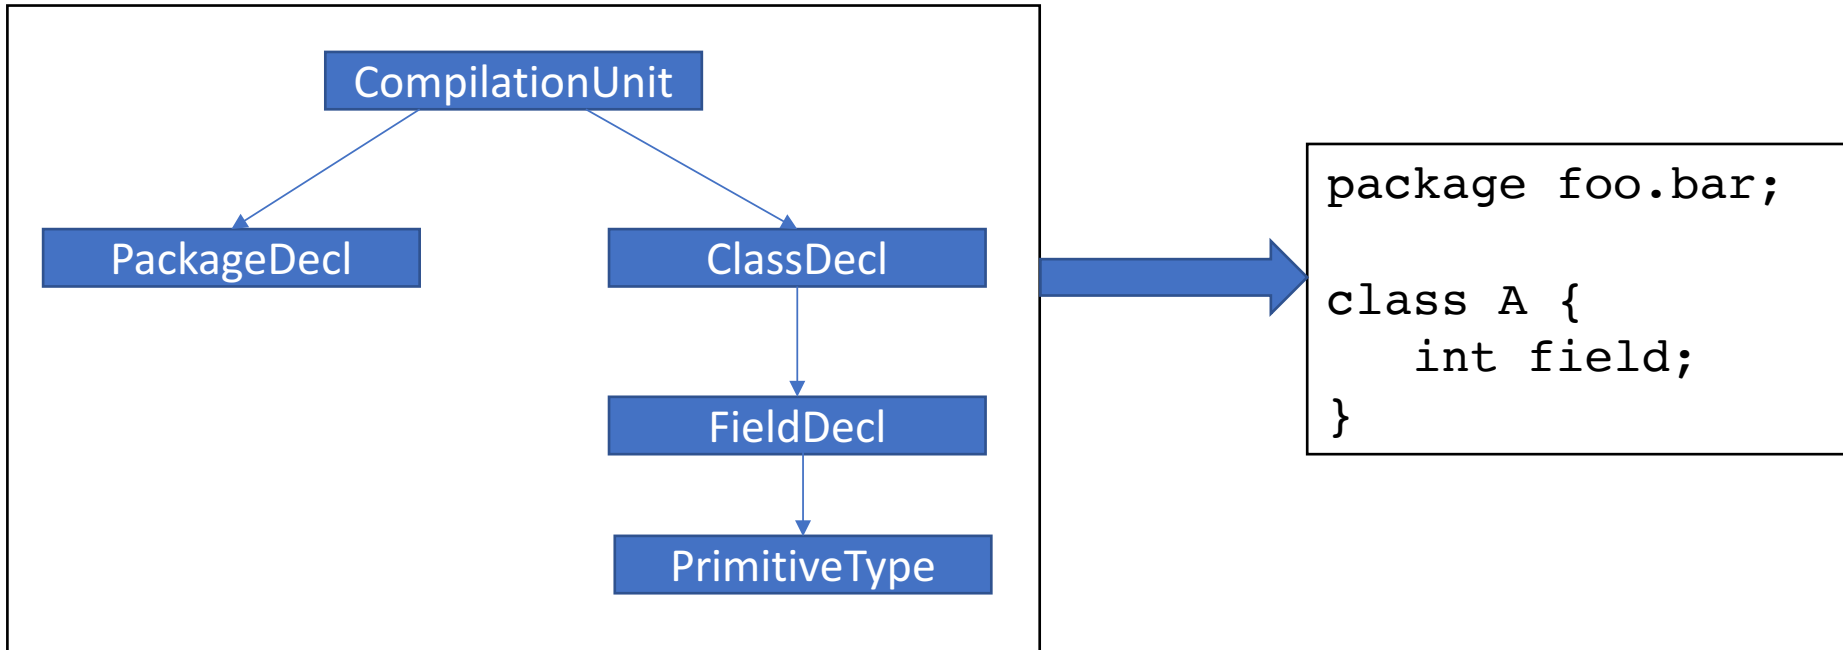 CompilationUnit
PackageDecl
ClassDecl
FieldDecl
PrimitiveType
package foo.bar;
class A {
   int field;
}